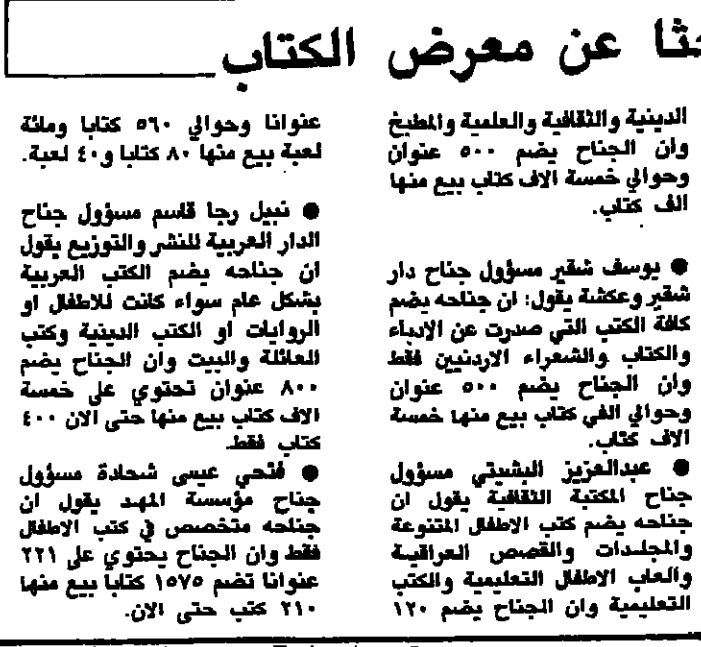 عن معرض الكتاب
الدينية والثقافية والعلمية والمطبخ
وان الجناح يضم ٥٠٠ عنوان
وحوالي خمسة الاف كتاب بيع منها
الف كتاب.
● يوسف شقير مسؤول جناح دار
شقير وعكشة يقول: ان جناحه يضم
كافة الكتب التي صدرت عن الادباء
والكتاب والشعراء الاردنيين فقط
وان الجناح يضم ٥٠٠ عنوان
وحوالي الفي كتاب بيع منها خمسة
الاف كتاب.
● عبدالعزيز البشيتي مسؤول
جناح المكتبة الثقافية يقول ان
جناحه يضم كتب الاطفال المتنوعة
والمجلدات والقصص العراقية
والعاب الاطفال التعليمية والكتب
التعليمية وان الجناح يضم ١٢٠
عنوانا وحوالي ٥٦٠ كتابا ومائة
لعبة بيع منها ٨٠ كتابا و٤٠ لعبة.
● نبيل رجا قاسم مسؤول جناح
الدار العربية للنشر والتوزيع يقول
ان جناحه يضم الكتب العربية
بشكل عام سواء كانت للاطفال او
الروايات او الكتب الدينية وكتب
العائلة والبيت وان الجناح يضم
٨٠٠ عنوان تحتوي على خمسة
الاف كتاب بيع منها حتى الان ٤٠٠
كتاب فقط.
● فتحي عيسى شحادة مسؤول
جناح مؤسسة المهد يقول ان
جناحه متخصص في كتب الاطفال
فقط وان الجناح يحتوي على ٢٢١
عنوانا تضم ١٥٧٥ كتابا بيع منها
٢١٠ كتب حتى الان.